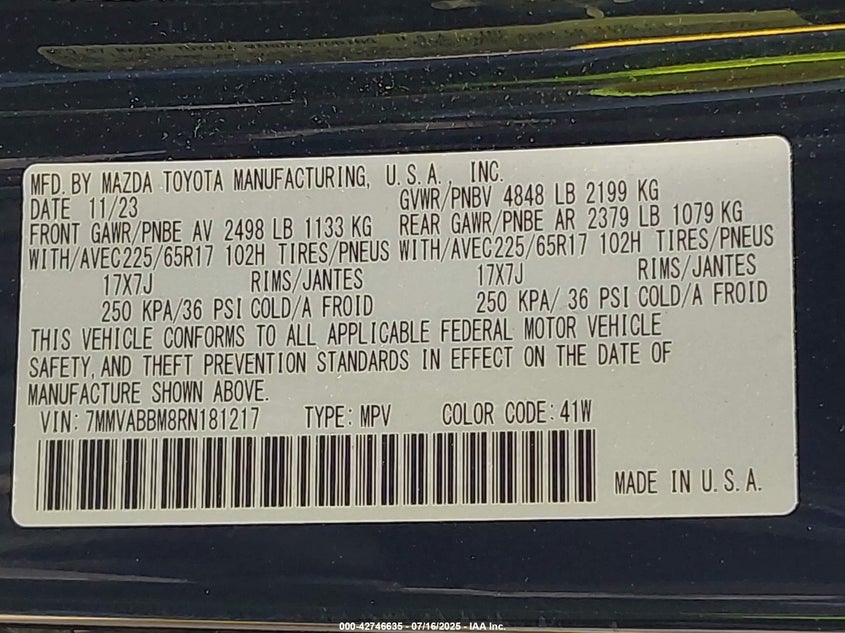 MFD. BY MAZDA TOYOTA MANUFACTURING, U.S.A., INC.
DATE 11/23 GVWR/PNBV 4848 LB 2199 KG
FRONT GAWR/PNBE AV 2498 LB 1133 KG REAR GAWR/PNBE AR 2379 LB 1079 KG
WITH/AVEC225/65R17 102H TIRES/PNEUS WITH/AVEC225/65R17 102H TIRES/PNEUS
17X7J RIMS/JANTES 17X7J RIMS/JANTES
250 KPA/36 PSI COLD/A FROID 250 KPA/ 36 PSI COLD/A FROID
THIS VEHICLE CONFORMS TO ALL APPLICABLE FEDERAL MOTOR VEHICLE
SAFETY, AND THEFT PREVENTION STANDARDS IN EFFECT ON THE DATE OF
MANUFACTURE SHOWN ABOVE.
VIN: 7MMVABBM8RN181217 TYPE: MPV COLOR CODE: 41W
MADE IN U.S.A.
000-42746635 - 07/16/2025 - IAA Inc.